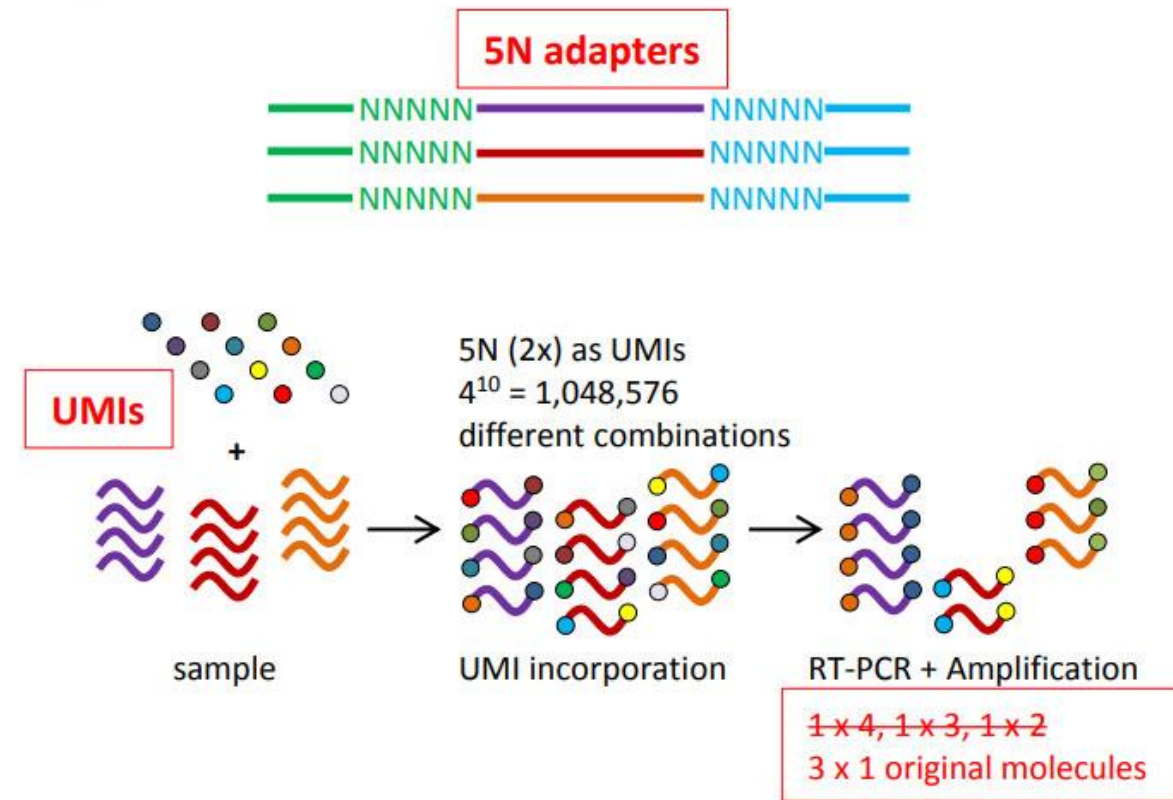 5N adapters
NNNNN NNNNN
NNNNN NNNNN
NNNNN NNNNN
UMIs
+
5N (2x) as UMIs
4¹⁰ = 1,048,576
different combinations
sample
UMI incorporation
RT-PCR + Amplification
1 x 4, 1 x 3, 1 x 2
3 x 1 original molecules